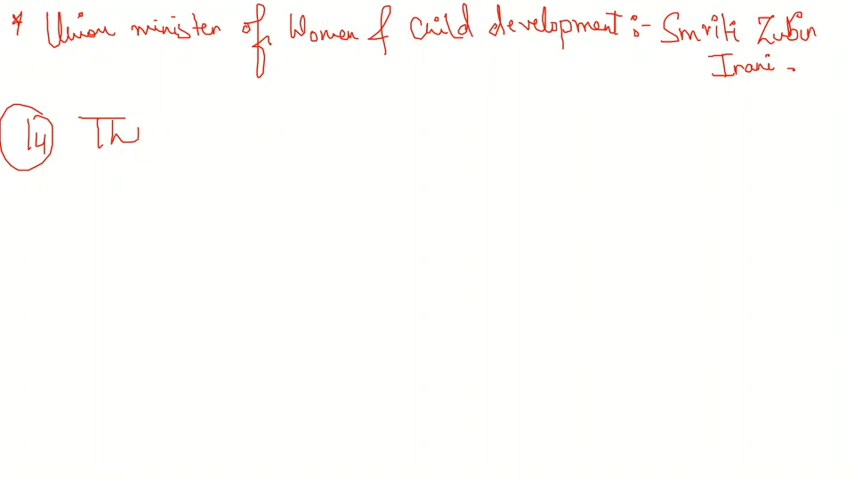 * Union minister of Women & Child development :- Smriti Zubin
Irani .
14 Th